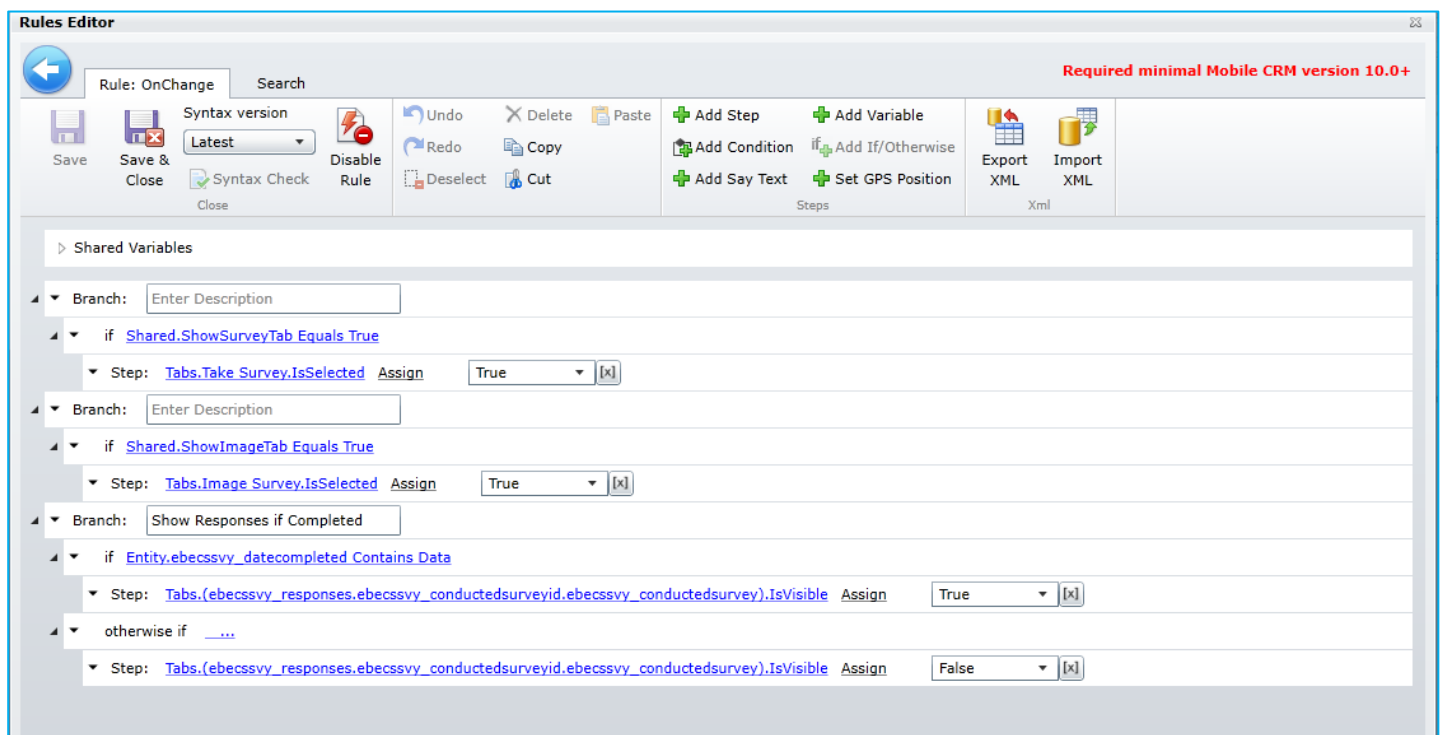 Rules Editor
Rule: OnChange Search Required minimal Mobile CRM version 10.0+
Save
Save & Close
Syntax version
Latest
Syntax Check
Disable Rule
Close
Undo Delete Paste
Redo Copy
Deselect Cut
Add Step Add Variable
Add Condition if Add If/Otherwise
Add Say Text Set GPS Position
Steps
Export XML
Import XML
Xml
Shared Variables
Branch: Enter Description
if Shared.ShowSurveyTab Equals True
Step: Tabs.Take Survey.IsSelected Assign True [x]
Branch: Enter Description
if Shared.ShowImageTab Equals True
Step: Tabs.Image Survey.IsSelected Assign True [x]
Branch: Show Responses if Completed
if Entity.ebecssvy_datecompleted Contains Data
Step: Tabs.(ebecssvy_responses.ebecssvy_conductedsurveyid.ebecssvy_conductedsurvey).IsVisible Assign True [x]
otherwise if ...
Step: Tabs.(ebecssvy_responses.ebecssvy_conductedsurveyid.ebecssvy_conductedsurvey).IsVisible Assign False [x]